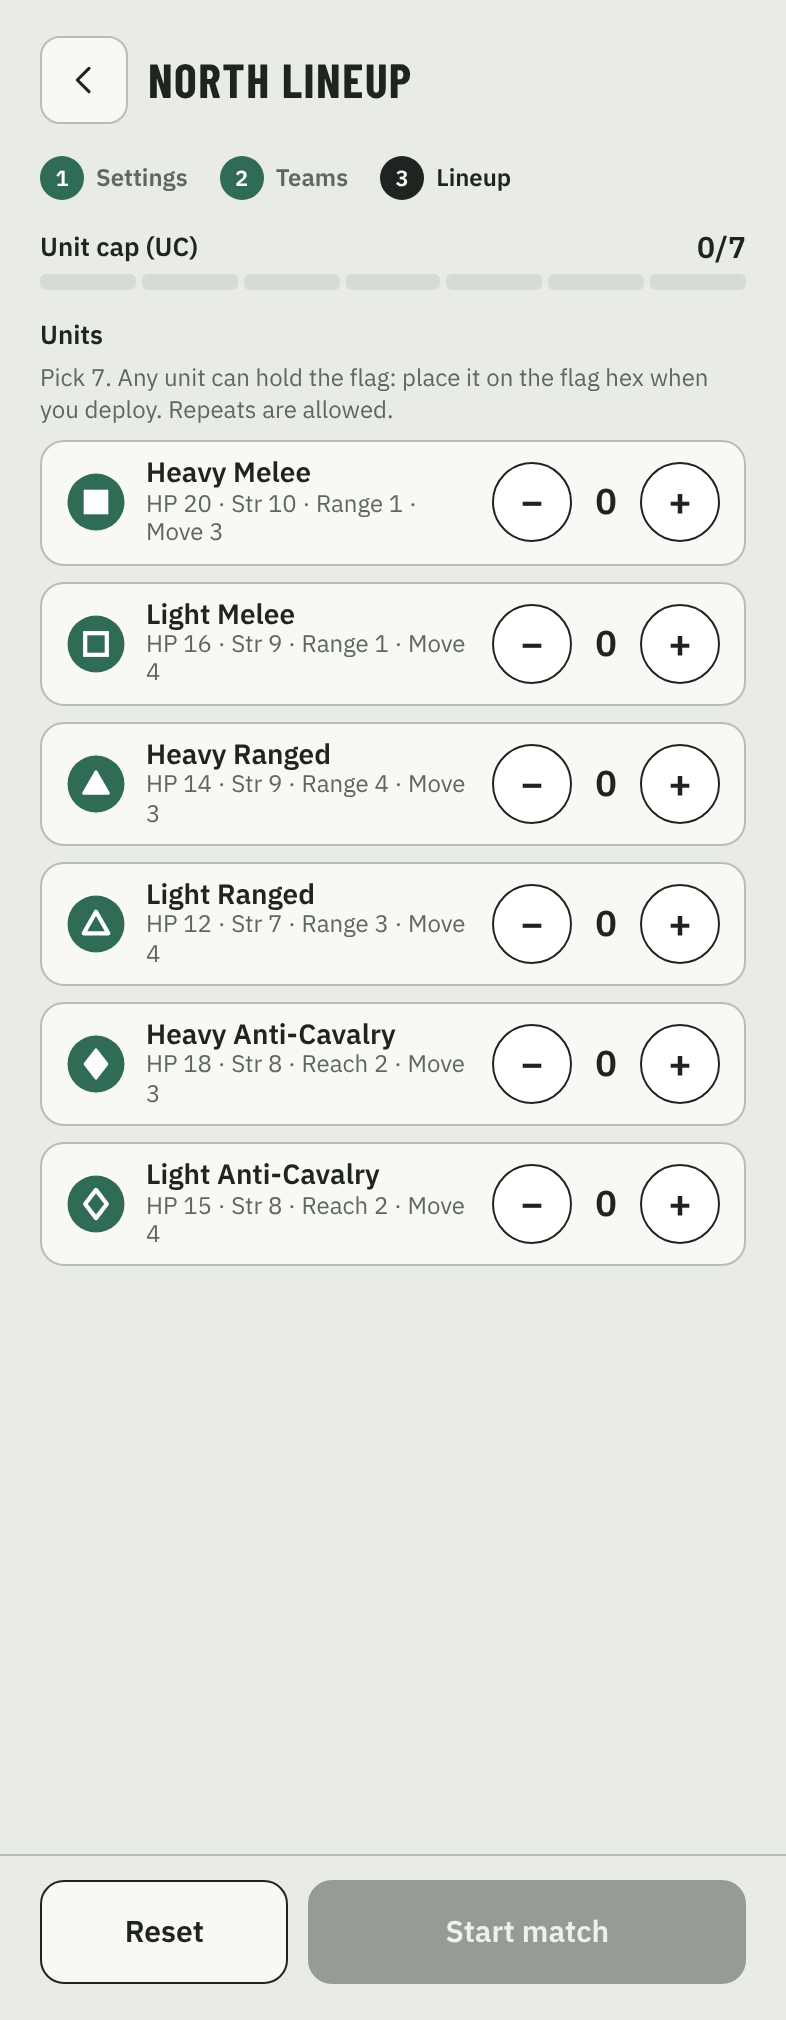 NORTH LINEUP
1 Settings 2 Teams 3 Lineup
Unit cap (UC) 0/7
Units
Pick 7. Any unit can hold the flag: place it on the flag hex when
you deploy. Repeats are allowed.
Heavy Melee
HP 20 · Str 10 · Range 1 ·
Move 3
− 0 +
Light Melee
HP 16 · Str 9 · Range 1 · Move
4
− 0 +
Heavy Ranged
HP 14 · Str 9 · Range 4 · Move
3
− 0 +
Light Ranged
HP 12 · Str 7 · Range 3 · Move
4
− 0 +
Heavy Anti-Cavalry
HP 18 · Str 8 · Reach 2 · Move
3
− 0 +
Light Anti-Cavalry
HP 15 · Str 8 · Reach 2 · Move
4
− 0 +
Reset Start match